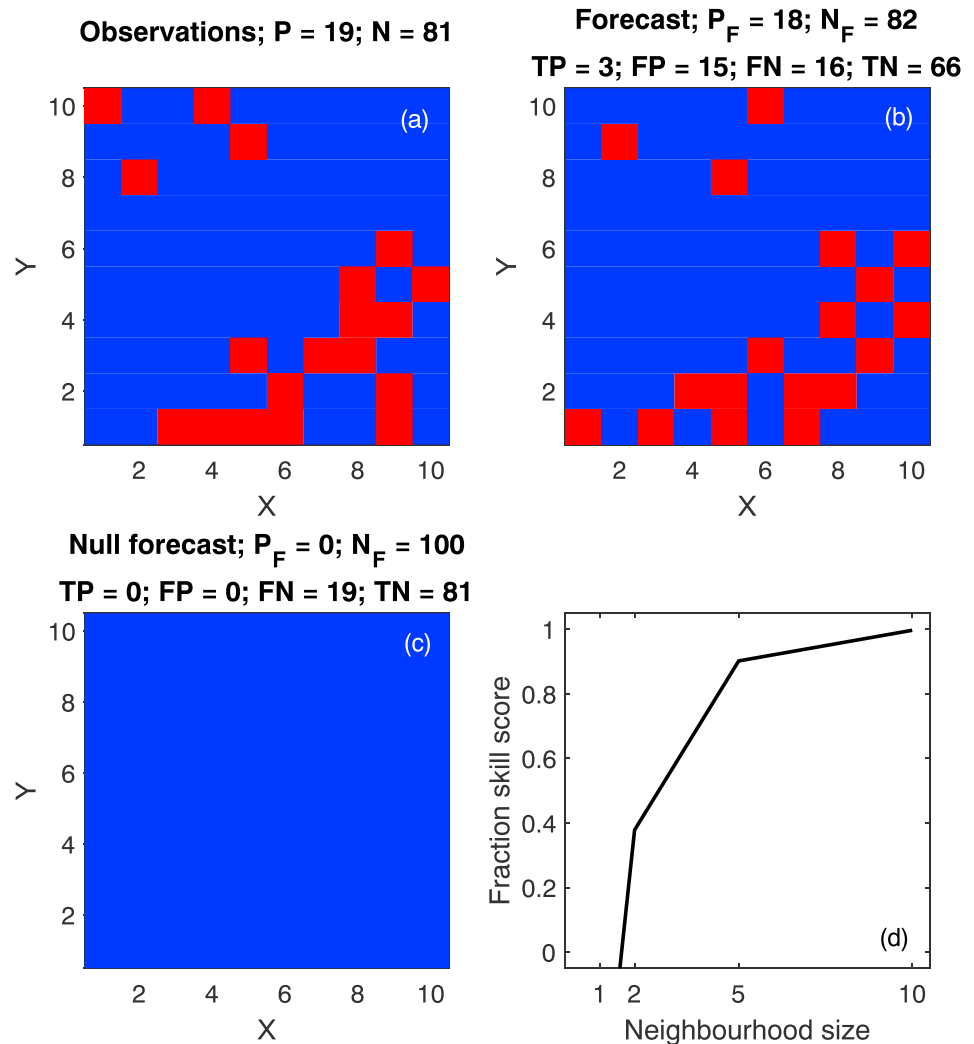 Observations; P = 19; N = 81
(a)
10
8
6
4
2
Y
2 4 6 8 10
X
Forecast; P_F = 18; N_F = 82
TP = 3; FP = 15; FN = 16; TN = 66
(b)
10
8
6
4
2
Y
2 4 6 8 10
X
Null forecast; P_F = 0; N_F = 100
TP = 0; FP = 0; FN = 19; TN = 81
(c)
10
8
6
4
2
Y
2 4 6 8 10
X
1
0.8
0.6
0.4
0.2
0
Fraction skill score
(d)
1 2 5 10
Neighbourhood size